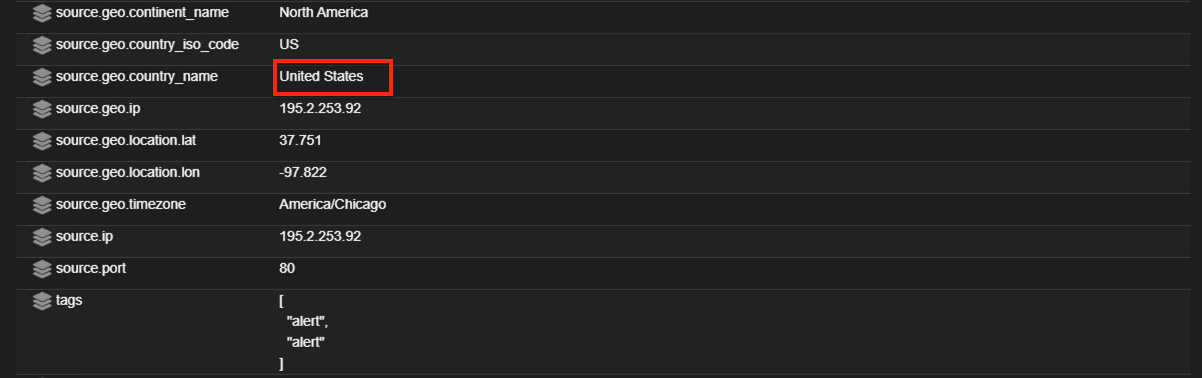 source.geo.continent_name North America
source.geo.country_iso_code US
source.geo.country_name United States
source.geo.ip 195.2.253.92
source.geo.location.lat 37.751
source.geo.location.lon -97.822
source.geo.timezone America/Chicago
source.ip 195.2.253.92
source.port 80
tags [
"alert",
"alert"
]